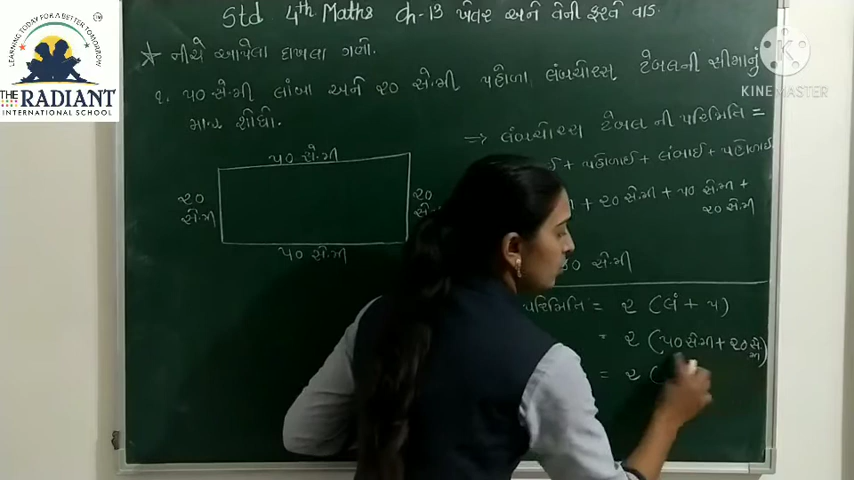 LEARNING TODAY FOR A BETTER TOMORROW
THE RADIANT
INTERNATIONAL SCHOOL
KINEMASTER
Std 4th Maths ch-13 ખેતર અને તેની ફરતે વાડ.
નીચે આપેલા દાખલા ગણો.
૧. ૫૦ સે.મી લાંબા અને ૨૦ સે.મી પહોળા લંબચોરસ ટેબલની સીમાનું
માપ શોધો.
⇒ લંબચોરસ ટેબલ ની પરિમિતિ =
+ પહોળાઈ + લંબાઈ + પહોળાઈ
+ ૨૦ સે.મી + ૫૦ સે.મી +
૨૦ સે.મી
૫૦ સે.મી
૨૦
સે.મી
૨૦
૫૦ સે.મી
સે.મી
પરિમિતિ = ૨ (લં + પ)
= ૨ (૫૦ સેમી + ૨૦ સેમી)
= ૨ (